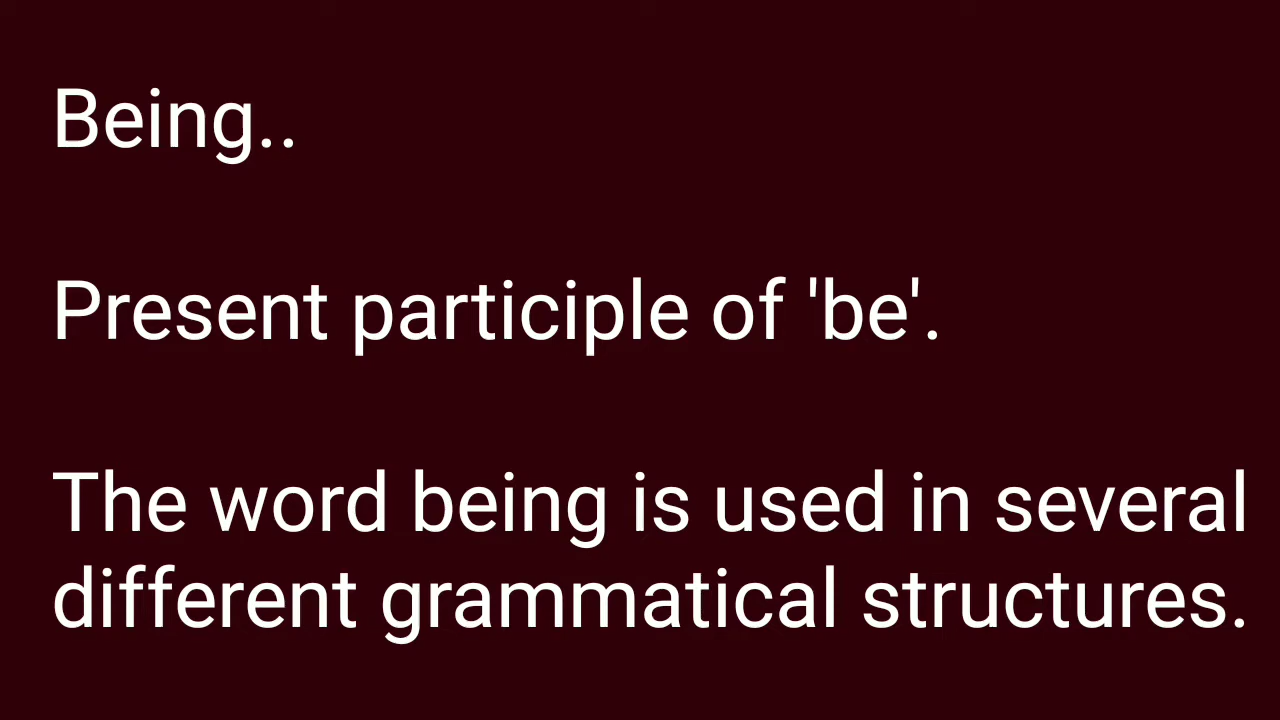 Being..
Present participle of 'be'.
The word being is used in several
different grammatical structures.